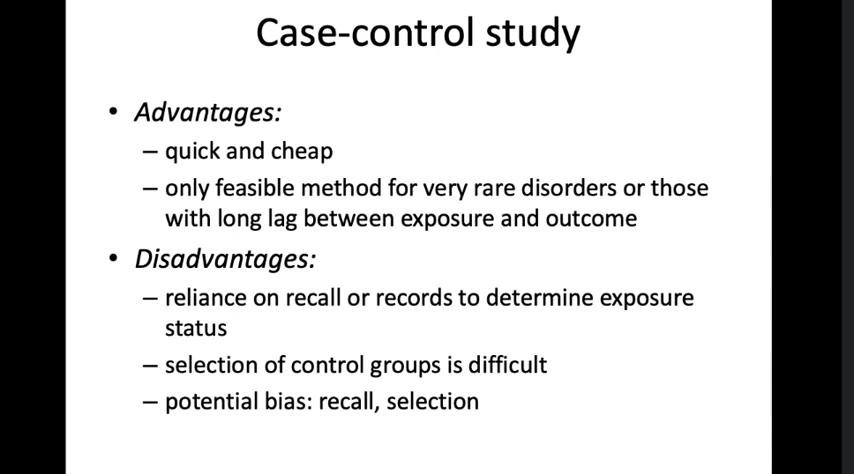 Case-control study
• Advantages:
– quick and cheap
– only feasible method for very rare disorders or those
with long lag between exposure and outcome
• Disadvantages:
– reliance on recall or records to determine exposure
status
– selection of control groups is difficult
– potential bias: recall, selection